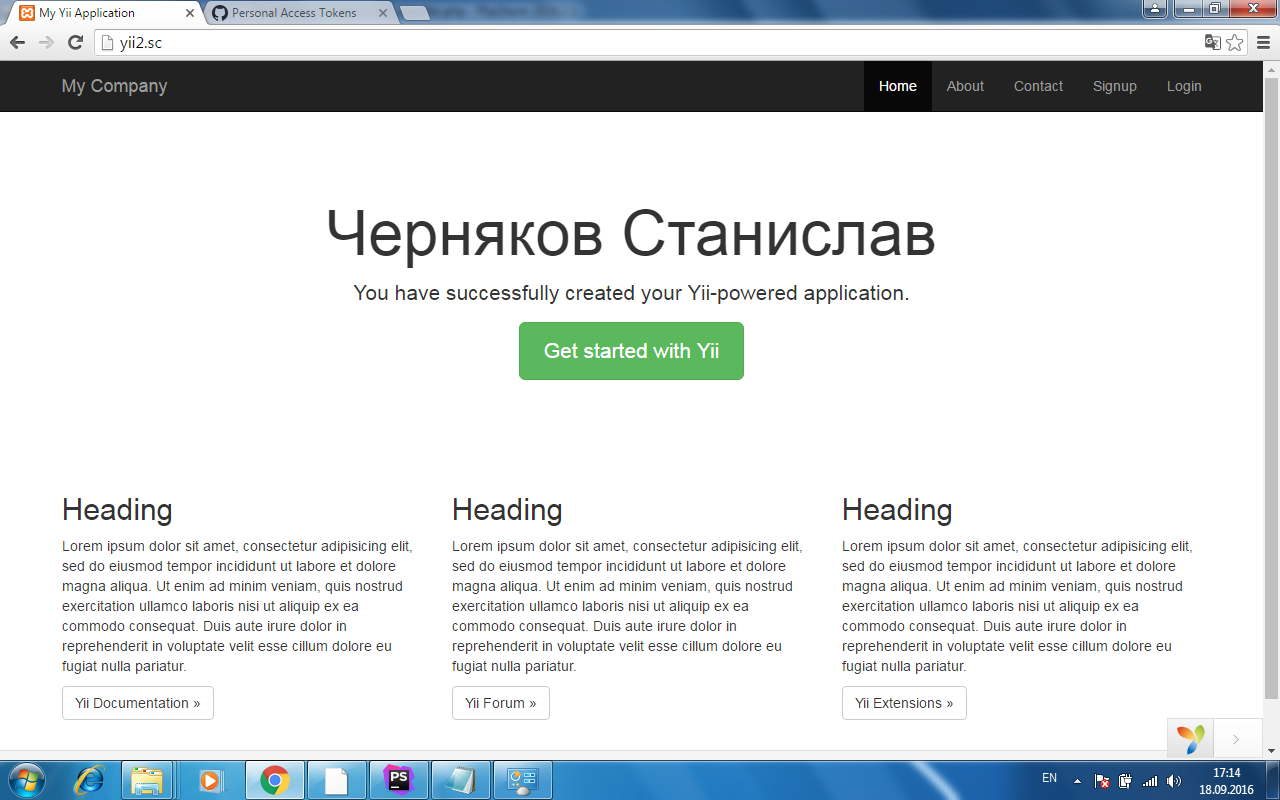 My Yii Application
Personal Access Tokens
yii2.sc
My Company
Home
About
Contact
Signup
Login
Черняков Станислав
You have successfully created your Yii-powered application.
Get started with Yii
Heading
Lorem ipsum dolor sit amet, consectetur adipisicing elit,
sed do eiusmod tempor incididunt ut labore et dolore
magna aliqua. Ut enim ad minim veniam, quis nostrud
exercitation ullamco laboris nisi ut aliquip ex ea
commodo consequat. Duis aute irure dolor in
reprehenderit in voluptate velit esse cillum dolore eu
fugiat nulla pariatur.
Yii Documentation »
Heading
Lorem ipsum dolor sit amet, consectetur adipisicing elit,
sed do eiusmod tempor incididunt ut labore et dolore
magna aliqua. Ut enim ad minim veniam, quis nostrud
exercitation ullamco laboris nisi ut aliquip ex ea
commodo consequat. Duis aute irure dolor in
reprehenderit in voluptate velit esse cillum dolore eu
fugiat nulla pariatur.
Yii Forum »
Heading
Lorem ipsum dolor sit amet, consectetur adipisicing elit,
sed do eiusmod tempor incididunt ut labore et dolore
magna aliqua. Ut enim ad minim veniam, quis nostrud
exercitation ullamco laboris nisi ut aliquip ex ea
commodo consequat. Duis aute irure dolor in
reprehenderit in voluptate velit esse cillum dolore eu
fugiat nulla pariatur.
Yii Extensions »
PS
EN
17:14
18.09.2016